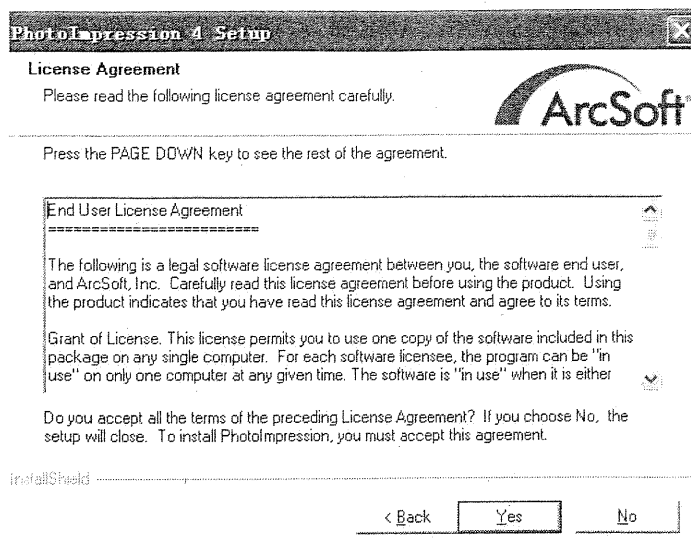 PhotoImpression 4 Setup
License Agreement
Please read the following license agreement carefully.
ArcSoft
Press the PAGE DOWN key to see the rest of the agreement.
End User License Agreement
==========================
The following is a legal software license agreement between you, the software end user,
and ArcSoft, Inc. Carefully read this license agreement before using the product. Using
the product indicates that you have read this license agreement and agree to its terms.
Grant of License. This license permits you to use one copy of the software included in this
package on any single computer. For each software licensee, the program can be "in
use" on only one computer at any given time. The software is "in use" when it is either
Do you accept all the terms of the preceding License Agreement? If you choose No, the
setup will close. To install PhotoImpression, you must accept this agreement.
InstallShield
< Back Yes No